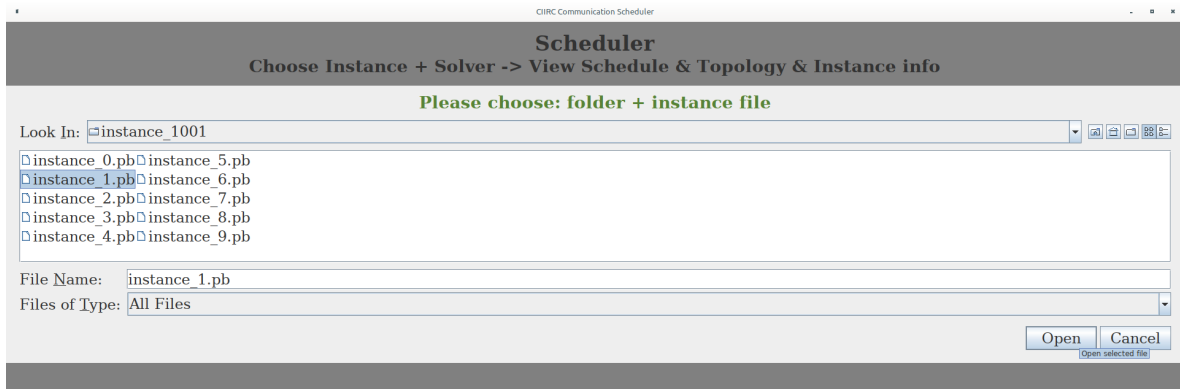 CIIRC Communication Scheduler
Scheduler
Choose Instance + Solver -> View Schedule & Topology & Instance info
Please choose: folder + instance file
Look In: instance_1001
instance_0.pb instance_5.pb
instance_1.pb instance_6.pb
instance_2.pb instance_7.pb
instance_3.pb instance_8.pb
instance_4.pb instance_9.pb
File Name: instance_1.pb
Files of Type: All Files
Open Cancel
Open selected file